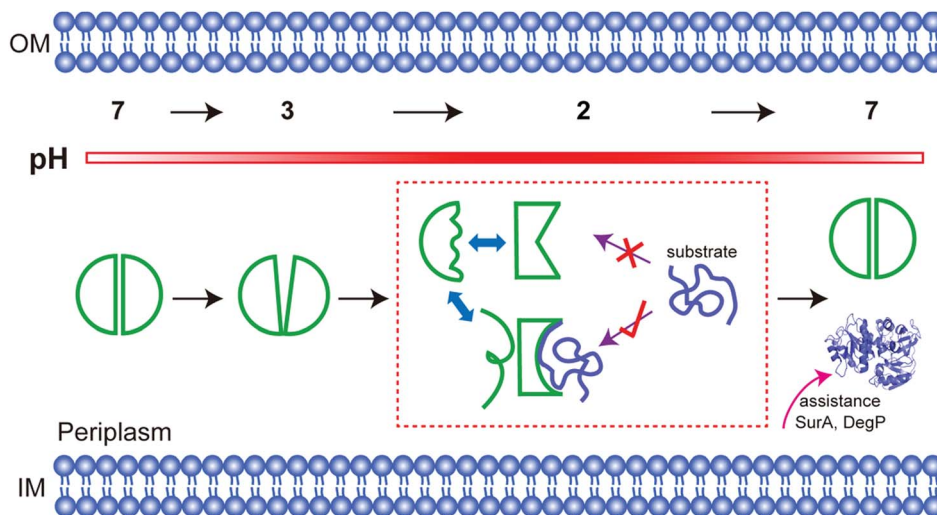 OM
7 3 2 7
pH
substrate
assistance
SurA, DegP
Periplasm
IM